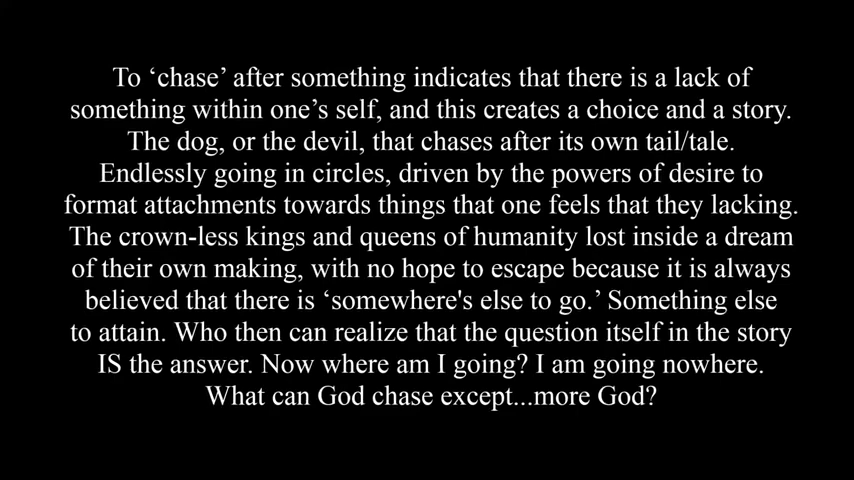 To ‘chase’ after something indicates that there is a lack of
something within one’s self, and this creates a choice and a story.
The dog, or the devil, that chases after its own tail/tale.
Endlessly going in circles, driven by the powers of desire to
format attachments towards things that one feels that they lacking.
The crown-less kings and queens of humanity lost inside a dream
of their own making, with no hope to escape because it is always
believed that there is ‘somewhere's else to go.’ Something else
to attain. Who then can realize that the question itself in the story
IS the answer. Now where am I going? I am going nowhere.
What can God chase except...more God?